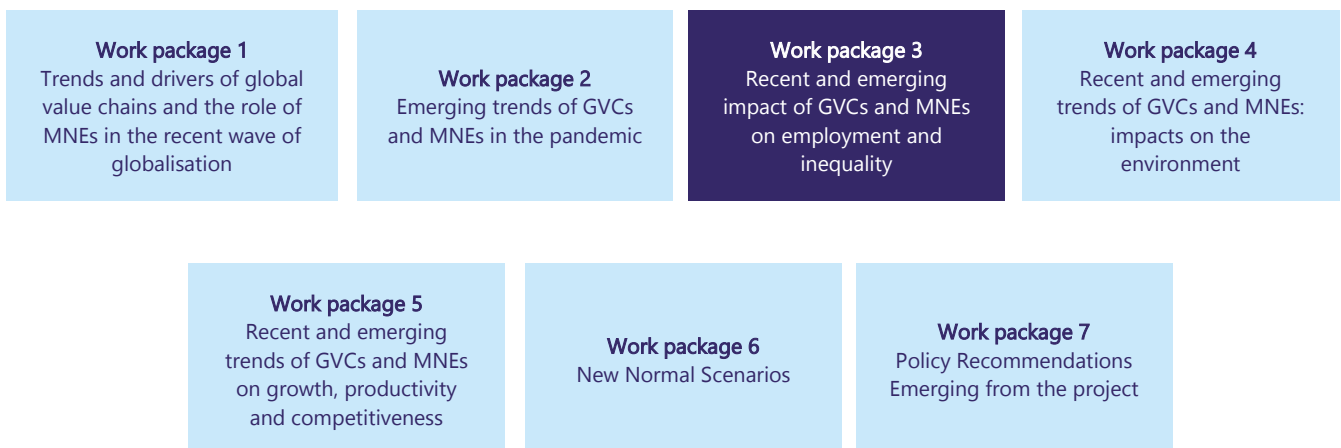 Work package 1
Trends and drivers of global
value chains and the role of
MNEs in the recent wave of
globalisation
Work package 2
Emerging trends of GVCs
and MNEs in the pandemic
Work package 3
Recent and emerging
impact of GVCs and MNEs
on employment and
inequality
Work package 4
Recent and emerging
trends of GVCs and MNEs:
impacts on the
environment
Work package 5
Recent and emerging
trends of GVCs and MNEs
on growth, productivity
and competitiveness
Work package 6
New Normal Scenarios
Work package 7
Policy Recommendations
Emerging from the project